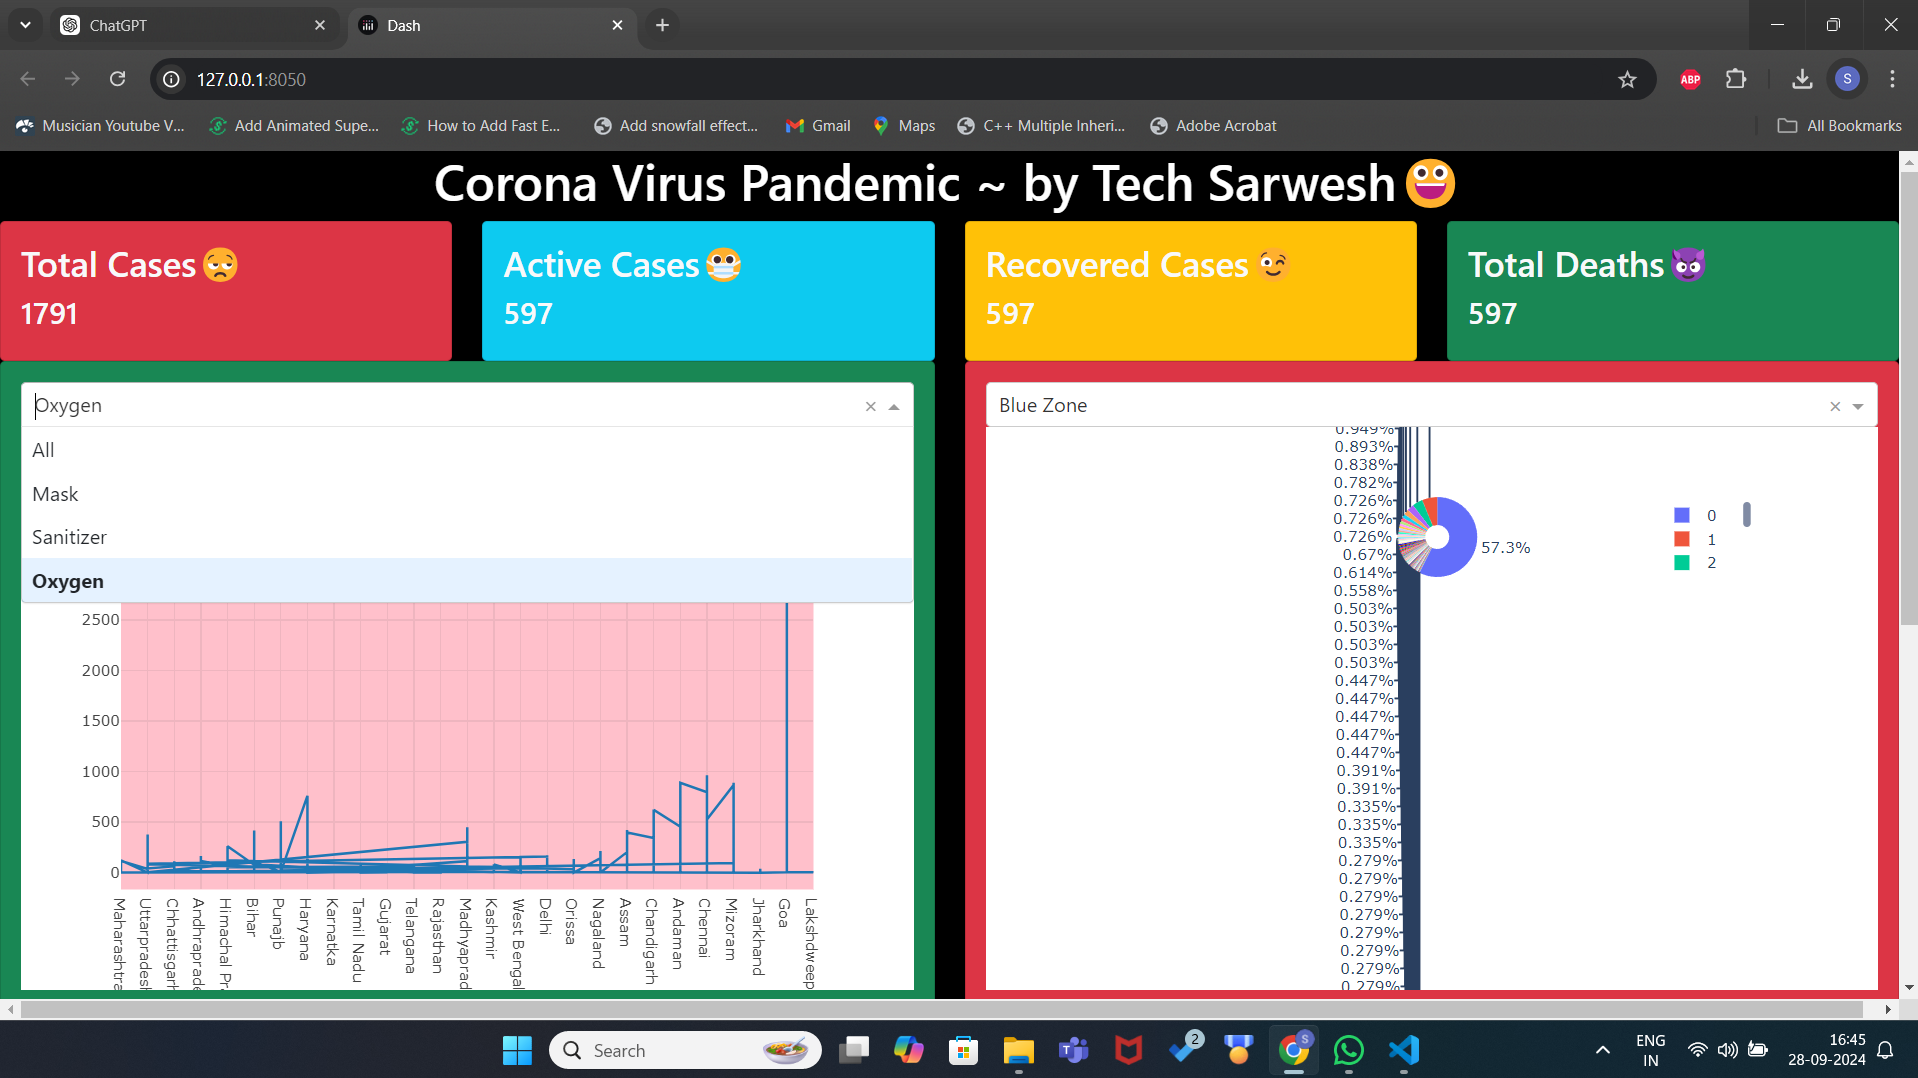 ChatGPT
Dash
127.0.0.1:8050
ABP
S
Musician Youtube V...
Add Animated Supe...
How to Add Fast E...
Add snowfall effect...
Gmail
Maps
C++ Multiple Inheri...
Adobe Acrobat
All Bookmarks
Corona Virus Pandemic ~ by Tech Sarwesh😀
Total Cases😞
1791
Active Cases😷
597
Recovered Cases😉
597
Total Deaths😈
597
Oxygen
All
Mask
Sanitizer
Oxygen
2500
2000
1500
1000
500
0
Maharashtra
Uttarpradesh
Chhattisgarh
Andhraprade
Himachal Pr
Bihar
Punajb
Haryana
Karnatka
Tamil Nadu
Gujarat
Telangana
Rajasthan
Madhyaprad
Kashmir
West Bengal
Delhi
Orissa
Nagaland
Assam
Chandigarh
Andaman
Chennai
Mizoram
Jharkhand
Goa
Lakshdweep
Blue Zone
0.949%
0.893%
0.838%
0.782%
0.726%
0.726%
0.726%
0.67%
0.614%
0.558%
0.503%
0.503%
0.503%
0.503%
0.447%
0.447%
0.447%
0.447%
0.447%
0.391%
0.391%
0.335%
0.335%
0.335%
0.279%
0.279%
0.279%
0.279%
0.279%
0.279%
0.279%
0.279%
57.3%
0
1
2
Search
2
S
ENG
IN
16:45
28-09-2024